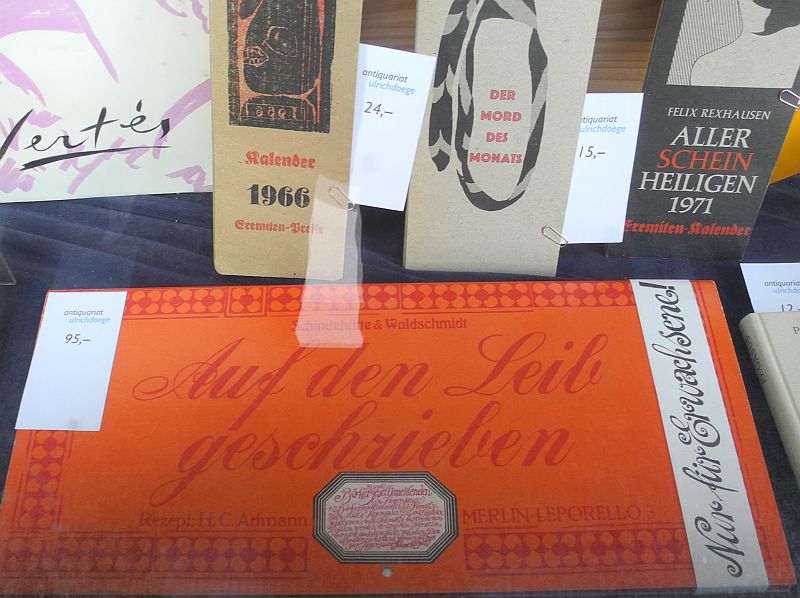 Vertès
Kalender
1966
Eremiten-Presse
antiquariat
ulrichdoege
24,–
DER
MORD
DES
MONATS
antiquariat
ulrichdoege
15,–
FELIX REXHAUSEN
ALLER
SCHEIN
HEILIGEN
1971
Eremiten-Kalender
antiquariat
ulrichdoege
12,–
antiquariat
ulrichdoege
95,–
Schindehütte & Waldschmidt
Auf den Leib
geschrieben
Rezept: H. C. Artmann
MERLIN-LEPORELLO 3
Nur für Erwachsene!